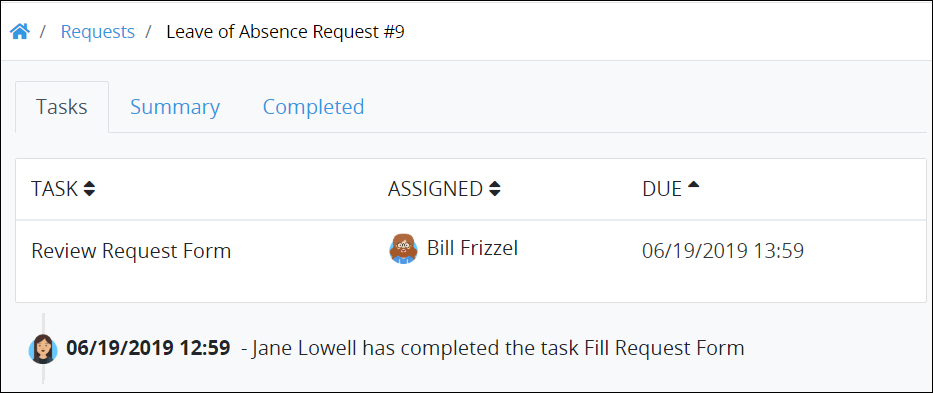 / Requests / Leave of Absence Request #9
Tasks Summary Completed
TASK ASSIGNED DUE
Review Request Form Bill Frizzel 06/19/2019 13:59
06/19/2019 12:59 - Jane Lowell has completed the task Fill Request Form